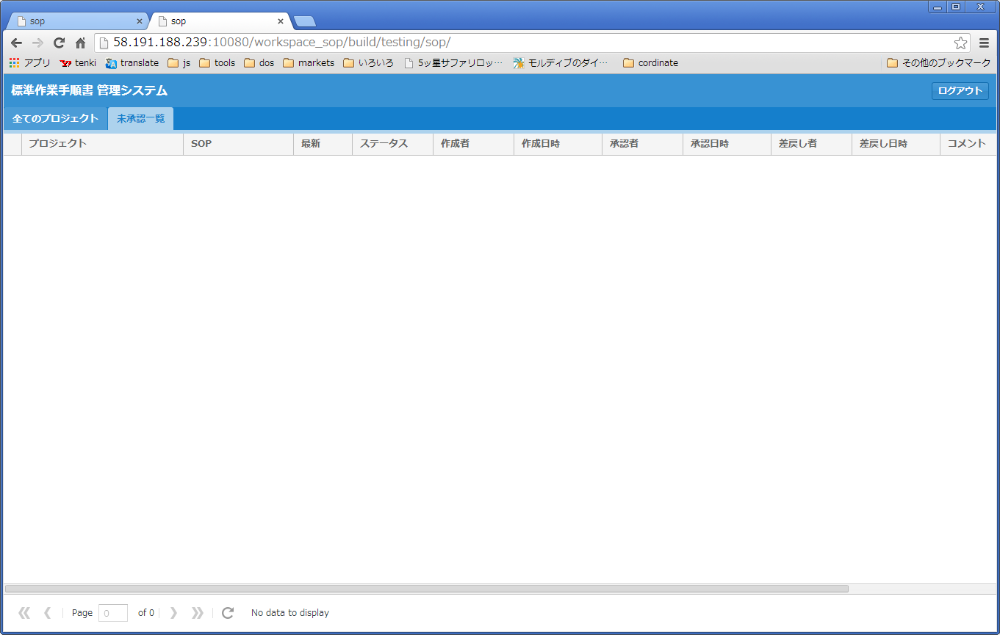 sop sop
58.191.188.239:10080/workspace_sop/build/testing/sop/
アプリ tenki translate js tools dos markets いろいろ 5ッ星サファリロッ… モルディブのダイ… cordinate その他のブックマーク
標準作業手順書 管理システム ログアウト
全てのプロジェクト 未承認一覧
プロジェクト SOP 最新 ステータス 作成者 作成日時 承認者 承認日時 差戻し者 差戻し日時 コメント
Page 0 of 0 No data to display